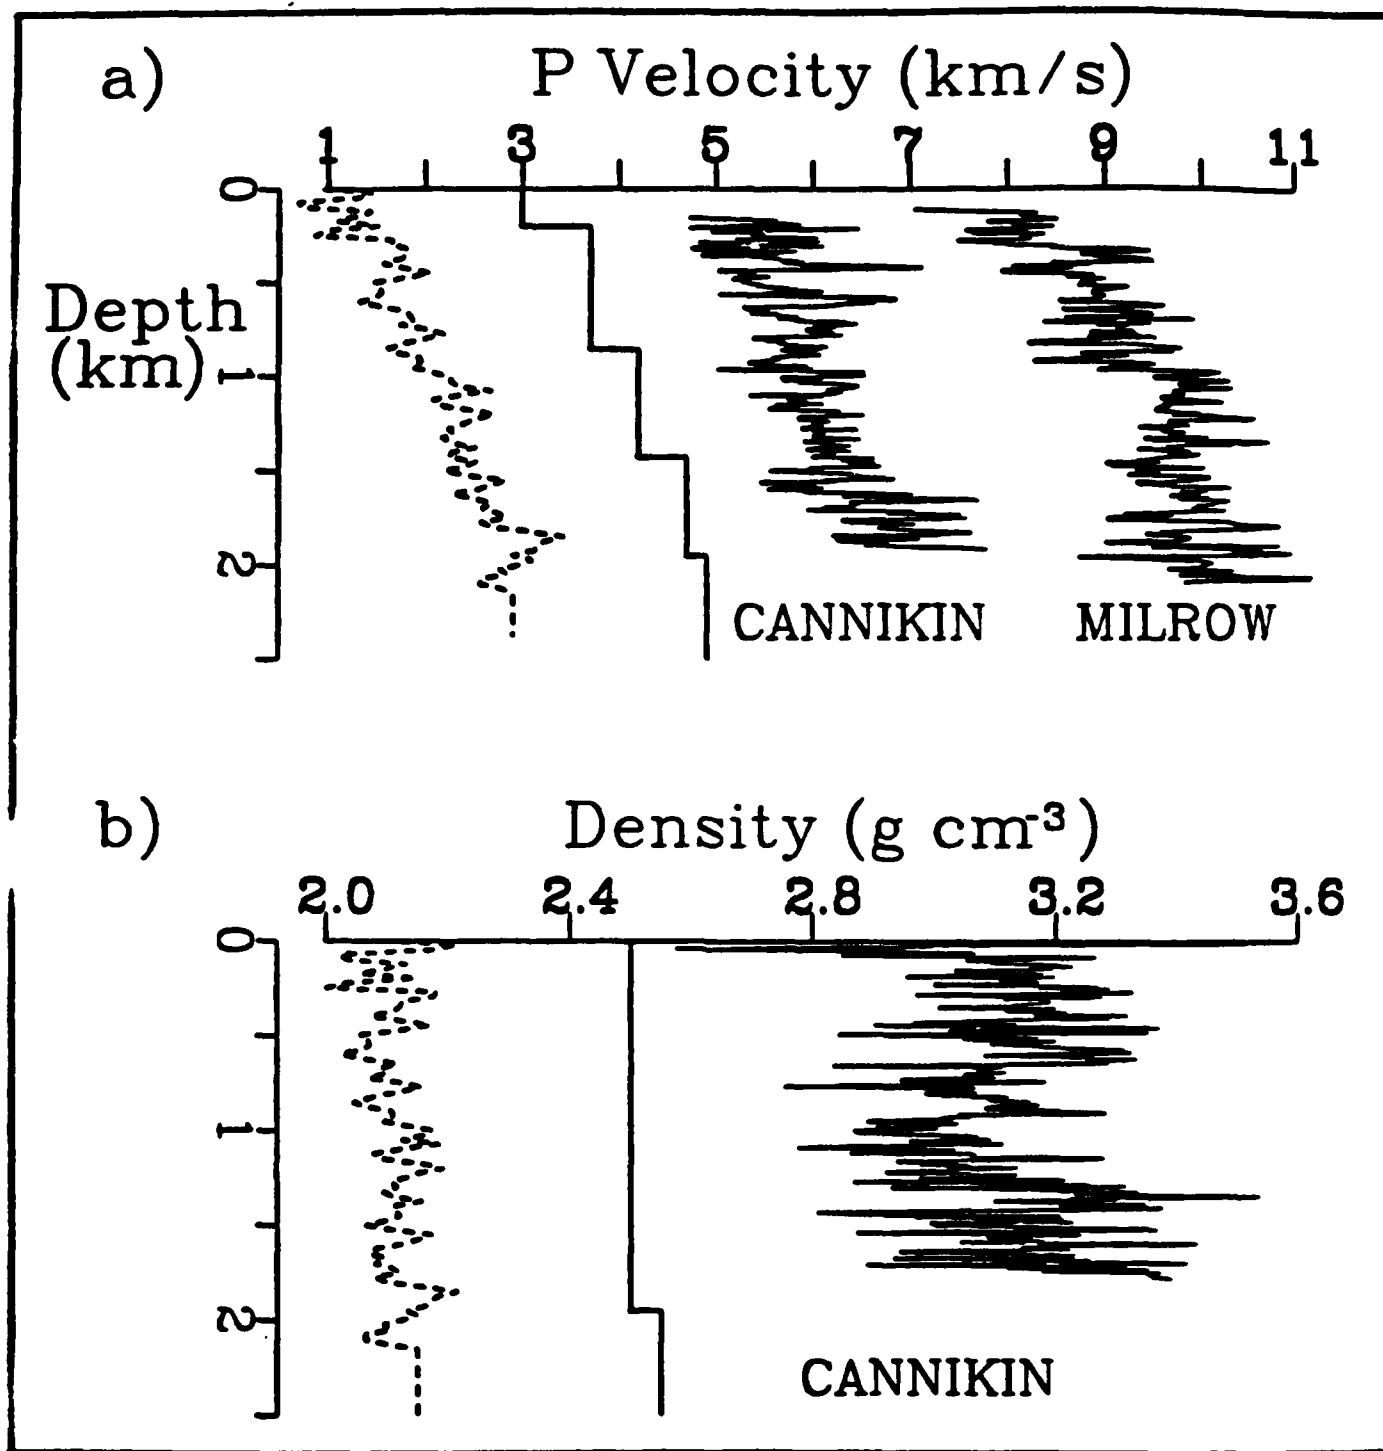 a)
P Velocity (km/s)
1 3 5 7 9 11
0
Depth
(km)
1
2
CANNIKIN MILROW
b)
Density (g cm-3)
2.0 2.4 2.8 3.2 3.6
0
1
2
CANNIKIN